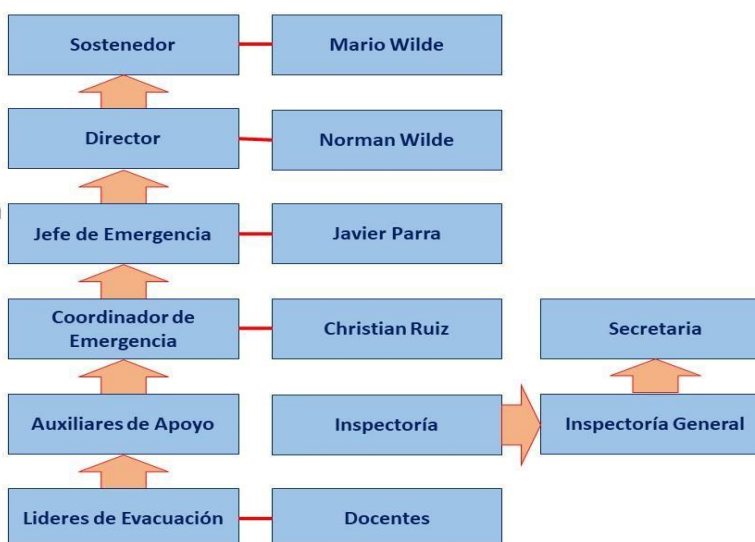 Sostenedor
Mario Wilde
Director
Norman Wilde
Jefe de Emergencia
Javier Parra
Coordinador de
Emergencia
Christian Ruiz
Secretaria
Auxiliares de Apoyo
Inspectoría
Inspectoría General
Lideres de Evacuación
Docentes